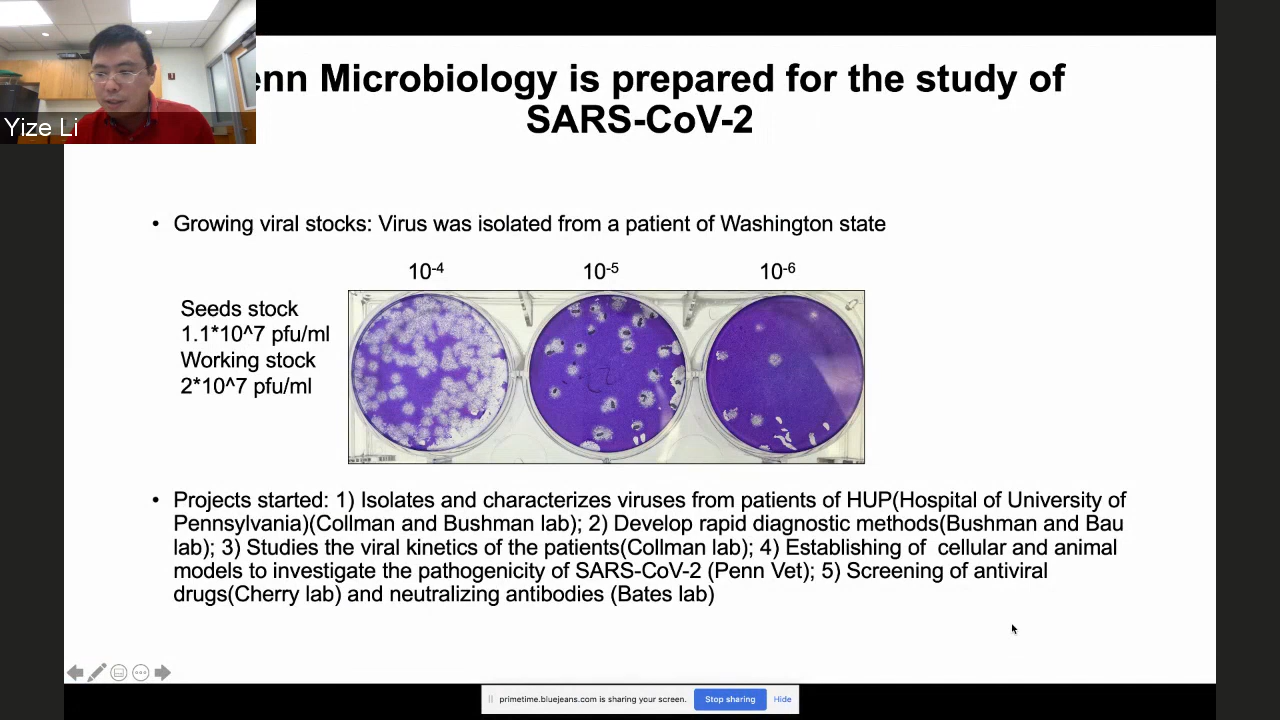 enn Microbiology is prepared for the study of
SARS-CoV-2
Yize Li
• Growing viral stocks: Virus was isolated from a patient of Washington state
10-4 10-5 10-6
Seeds stock
1.1*10^7 pfu/ml
Working stock
2*10^7 pfu/ml
• Projects started: 1) Isolates and characterizes viruses from patients of HUP(Hospital of University of
Pennsylvania)(Collman and Bushman lab); 2) Develop rapid diagnostic methods(Bushman and Bau
lab); 3) Studies the viral kinetics of the patients(Collman lab); 4) Establishing of cellular and animal
models to investigate the pathogenicity of SARS-CoV-2 (Penn Vet); 5) Screening of antiviral
drugs(Cherry lab) and neutralizing antibodies (Bates lab)
primetime.bluejeans.com is sharing your screen. Stop sharing Hide